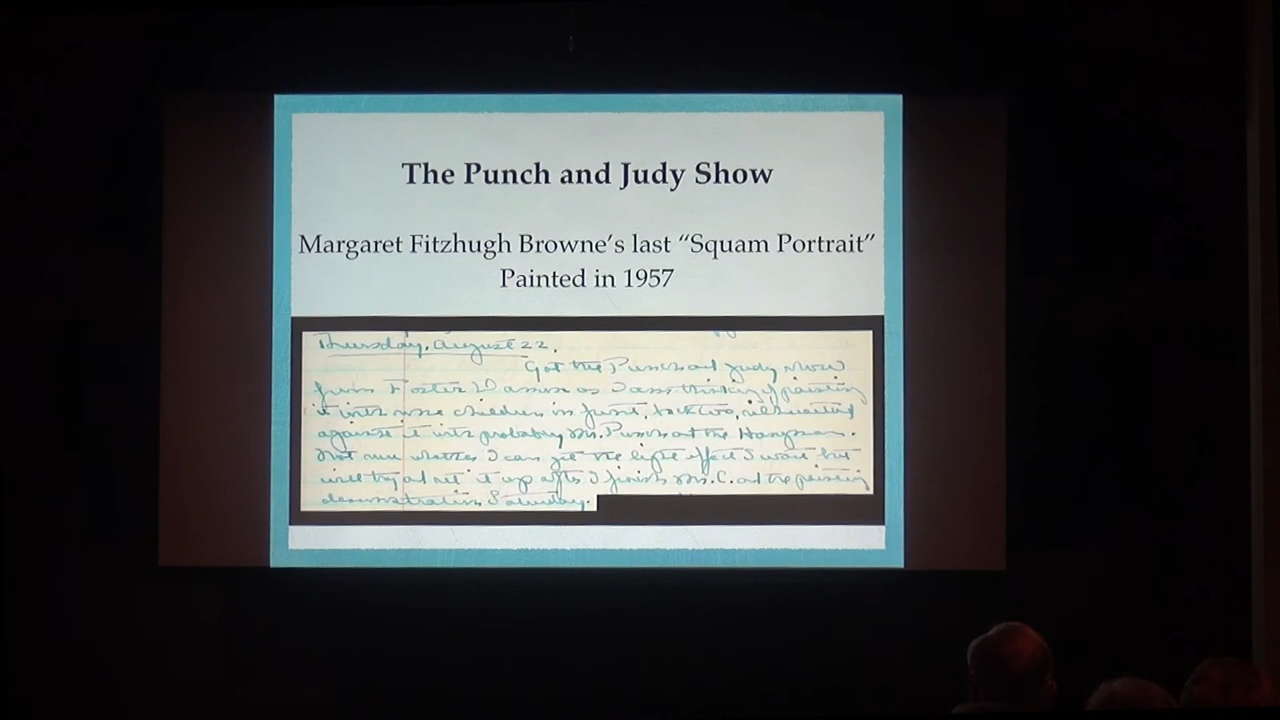 The Punch and Judy Show
Margaret Fitzhugh Browne's last “Squam Portrait”
Painted in 1957
Thursday, August 22.
Got the Punch and Judy show
from Foster Damon as I am thinking of painting
it with some children in front, backs too, silhouetted
against it with probably Mr. Punch and the Hangman.
Not sure whether I can get the light effect I want but
will try and set it up after I finish Mrs. C. and the painting
demonstration Saturday.